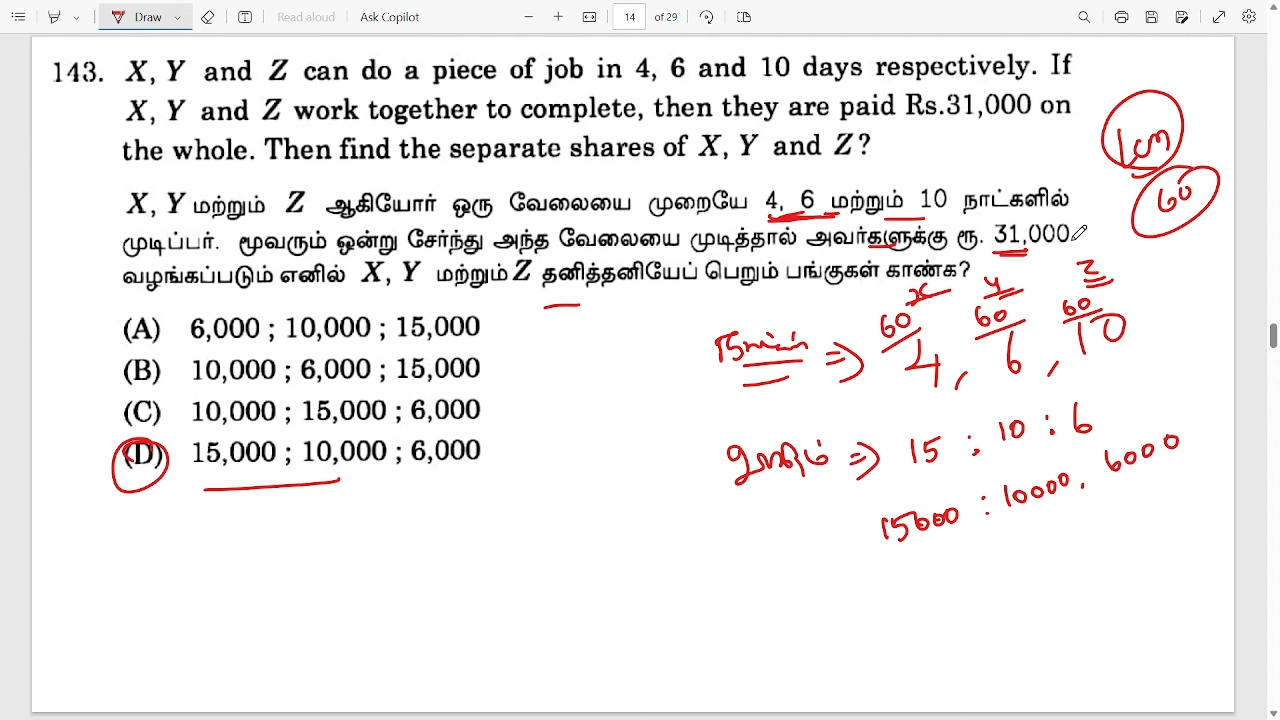 Draw
Read aloud
Ask Copilot
14 of 29
143. X, Y and Z can do a piece of job in 4, 6 and 10 days respectively. If
X, Y and Z work together to complete, then they are paid Rs.31,000 on
the whole. Then find the separate shares of X, Y and Z?
X, Y மற்றும் Z ஆகியோர் ஒரு வேலையை முறையே 4, 6 மற்றும் 10 நாட்களில்
முடிப்பர். மூவரும் ஒன்று சேர்ந்து அந்த வேலையை முடித்தால் அவர்களுக்கு ரூ. 31,000
வழங்கப்படும் எனில் X, Y மற்றும் Z தனித்தனியேப் பெறும் பங்குகள் காண்க?
(A) 6,000 ; 10,000 ; 15,000
(B) 10,000 ; 6,000 ; 15,000
(C) 10,000 ; 15,000 ; 6,000
(D) 15,000 ; 10,000 ; 6,000
lcm
60
x y z
60 60 60
⇒ 4, 6, 10
⇒ 15 : 10 : 6
15000 : 10000, 6000